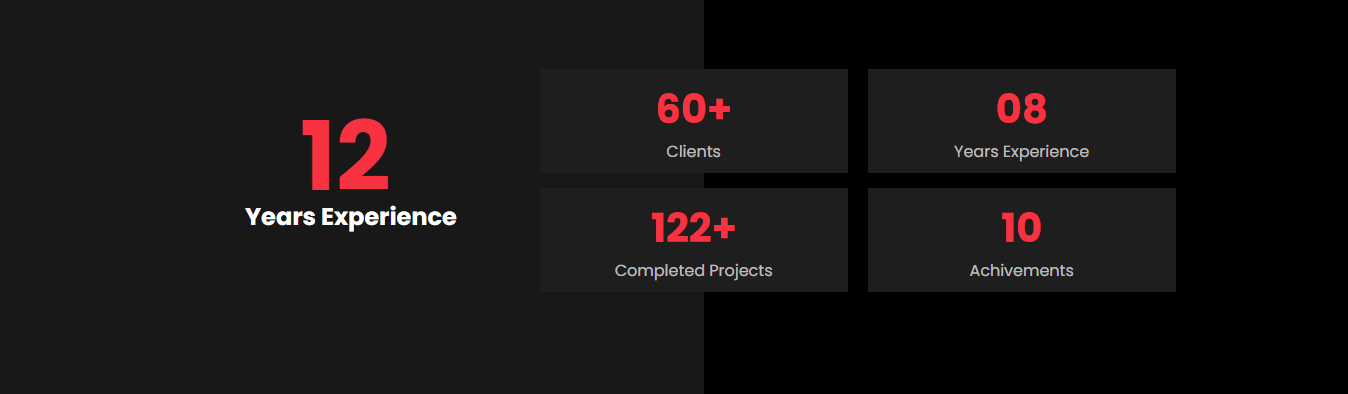 12
Years Experience
60+
Clients
08
Years Experience
122+
Completed Projects
10
Achivements